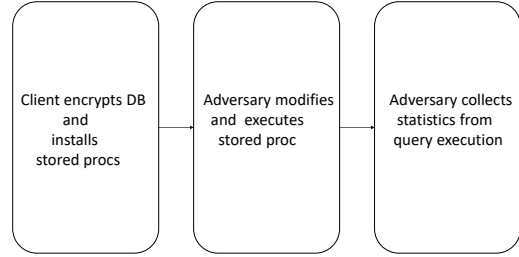 Client encrypts DB
and
installs
stored procs
Adversary modifies
and executes
stored proc
Adversary collects
statistics from
query execution